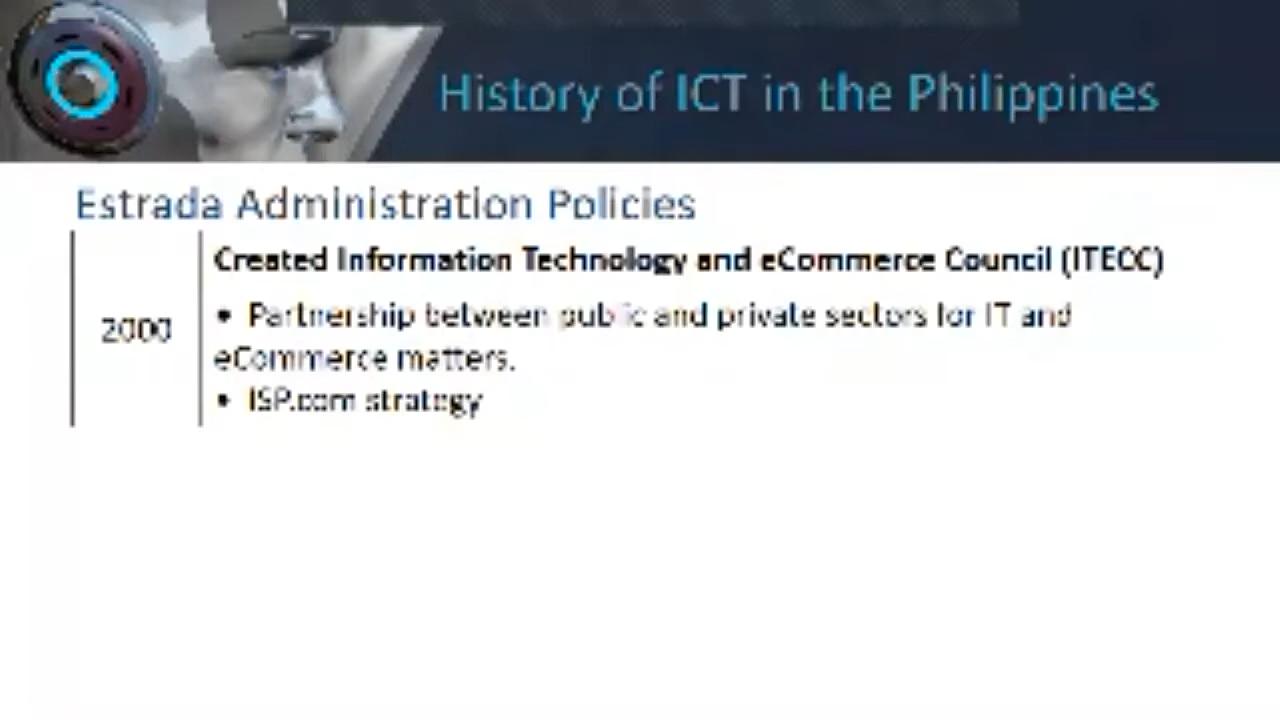 History of ICT in the Philippines
Estrada Administration Policies
2000
Created Information Technology and eCommerce Council (ITECC)
• Partnership between public and private sectors for IT and
eCommerce matters.
• ISP.com strategy